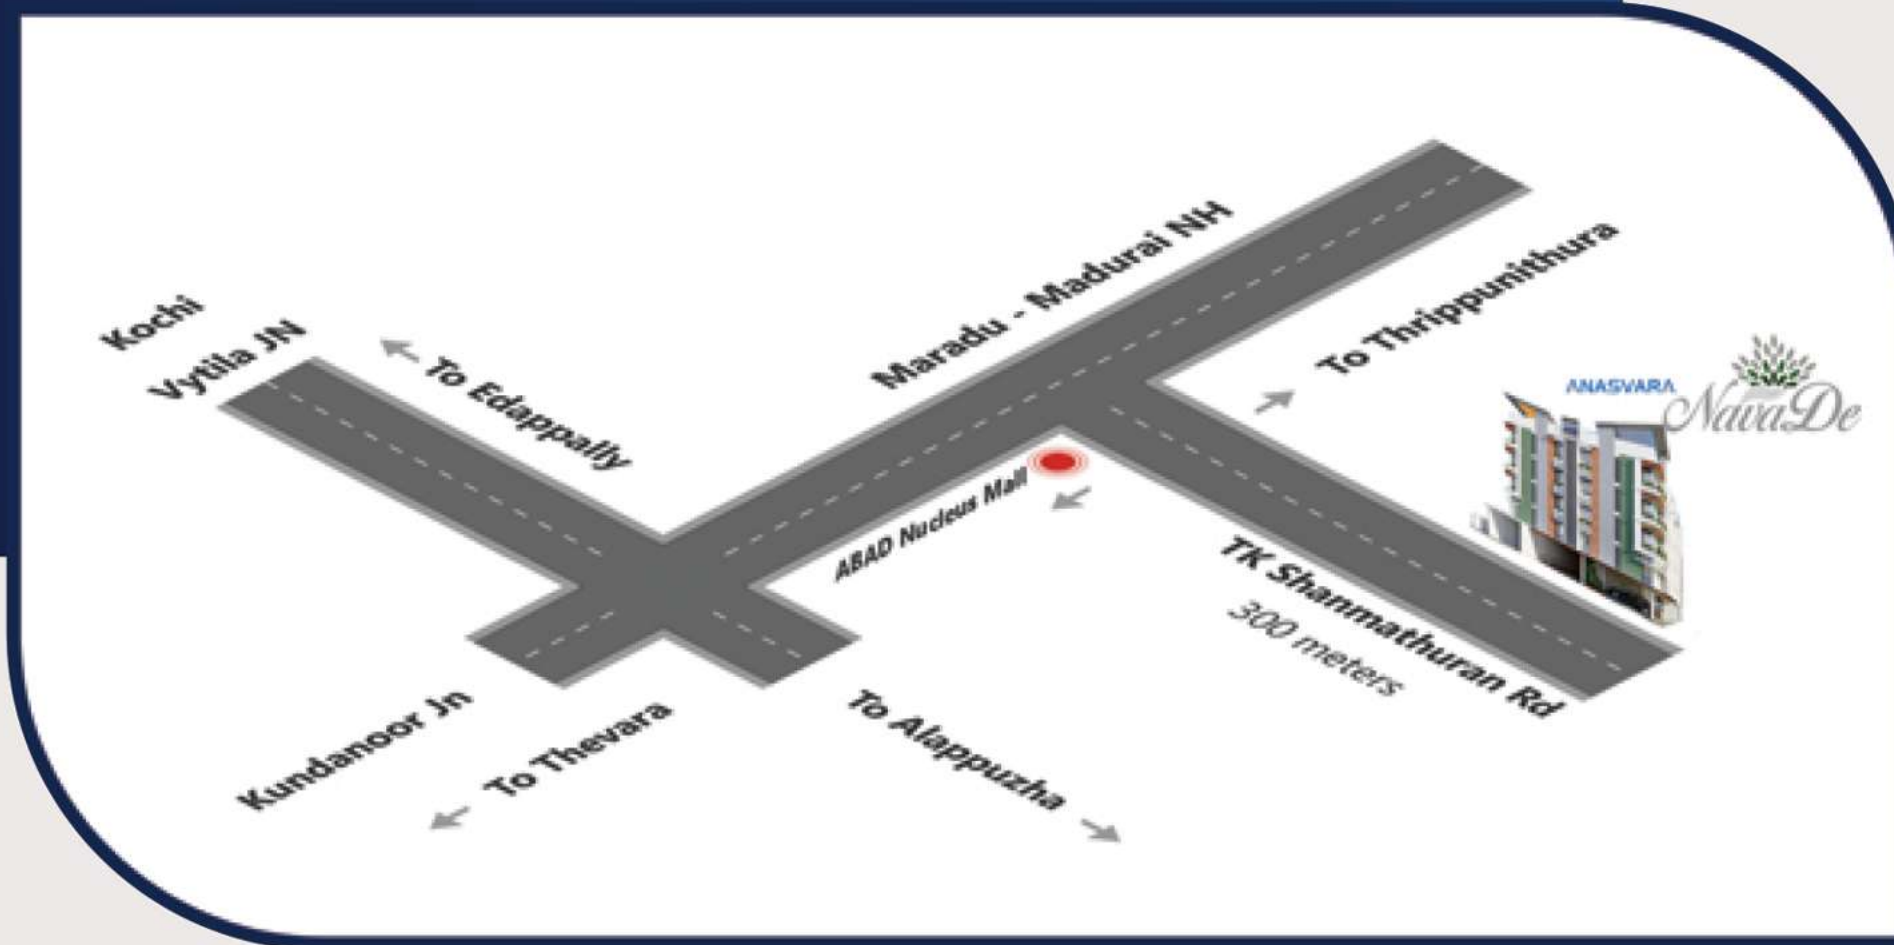 Kochi
Vytila JN
To Edappally
Maradu - Madurai NH
To Thrippunithura
ANASVARA
NavaDe
ABAD Nucleus Mall
TK Shanmathuran Rd
300 meters
Kundanoor Jn
To Thevara
To Alappuzha